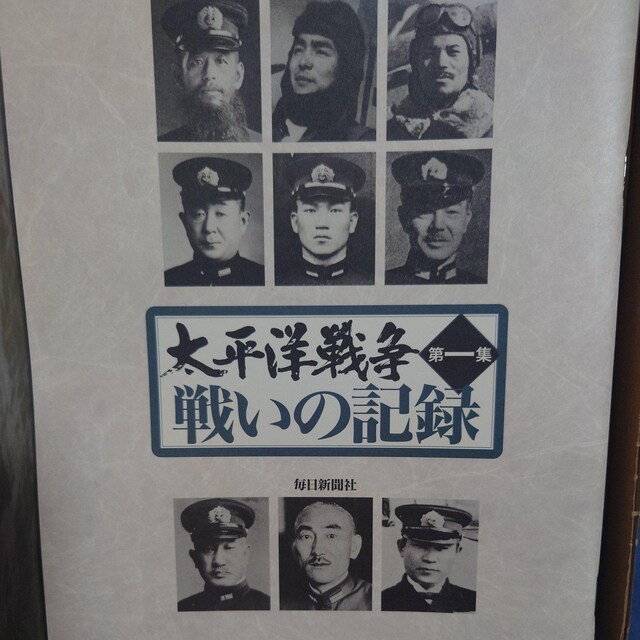 太平洋戦争 第一集
戦いの記録
毎日新聞社